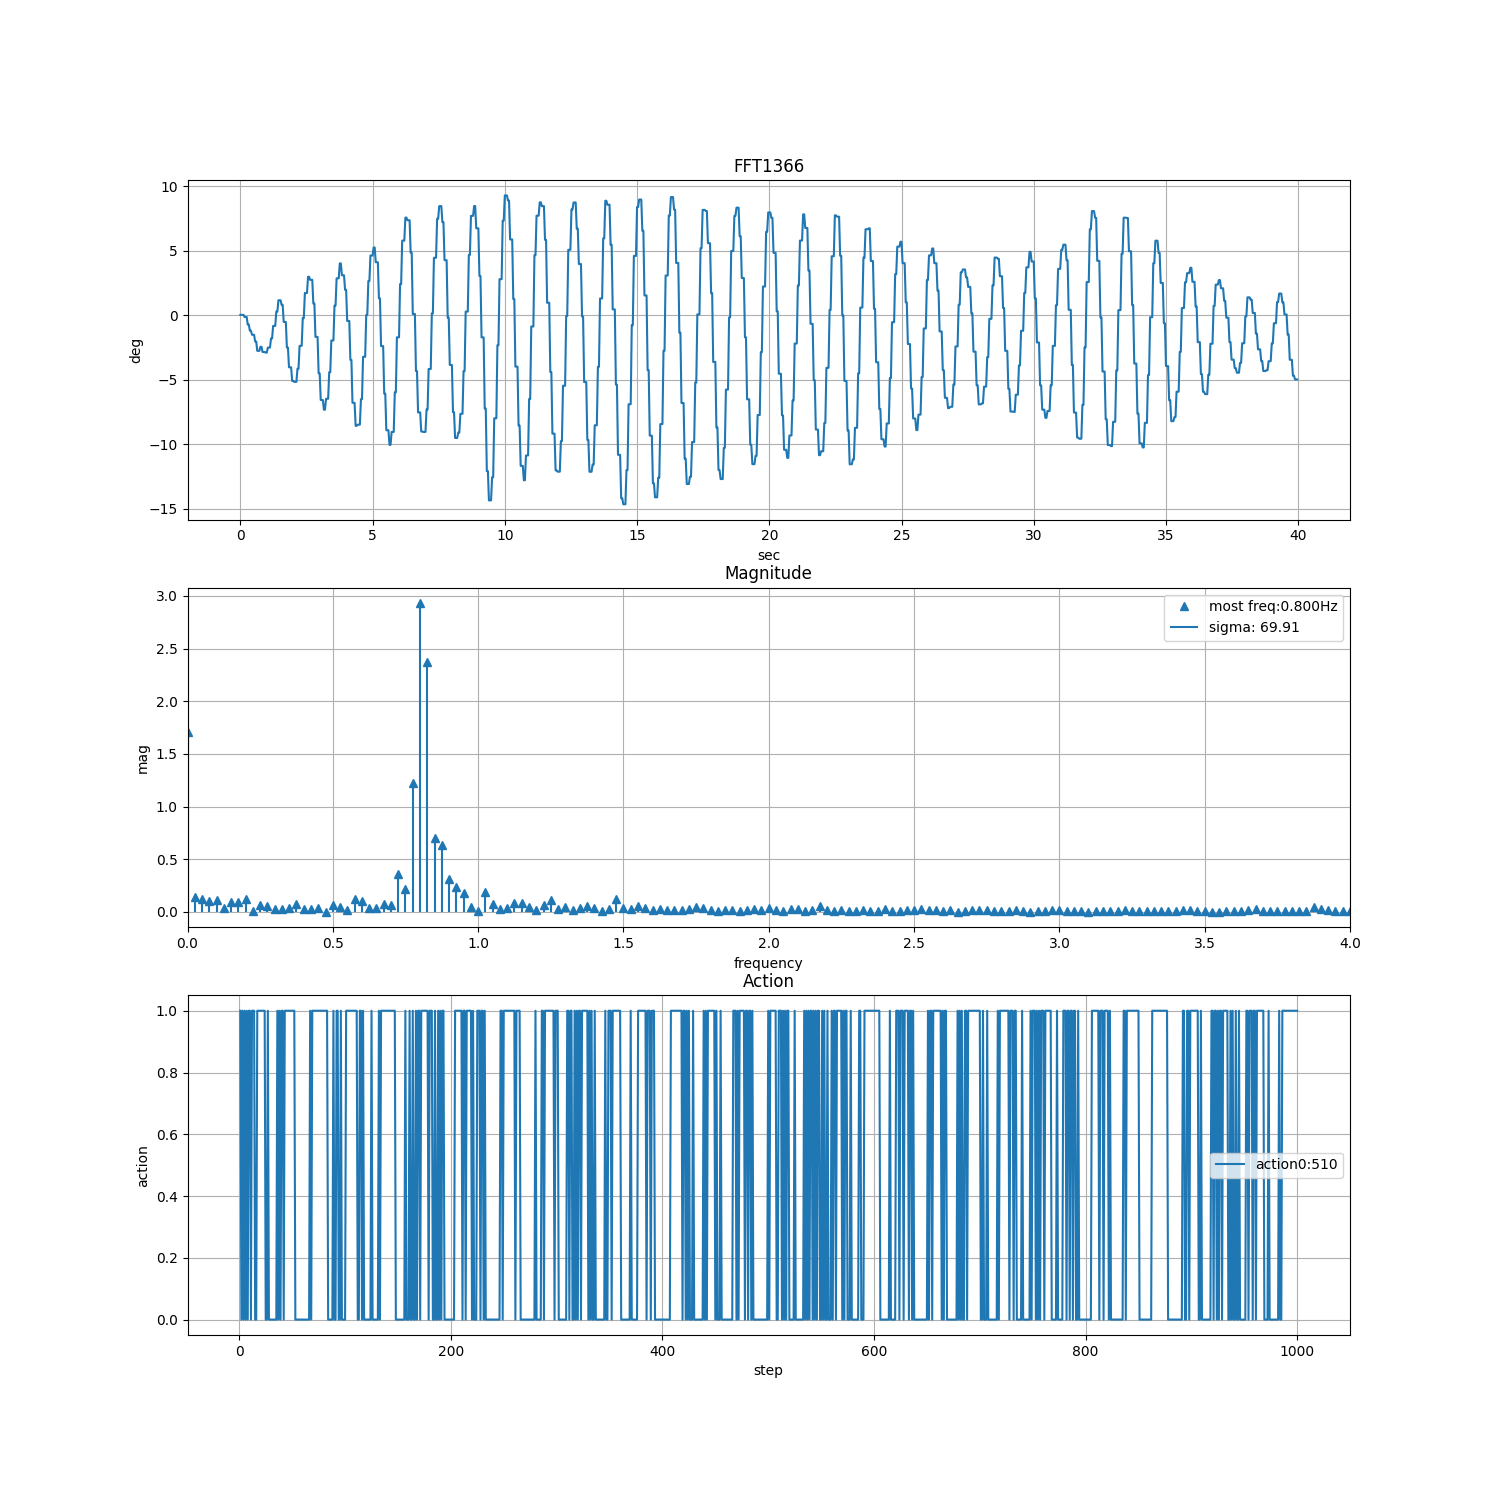 FFT1366
10
5
0
−5
−10
−15
deg
0 5 10 15 20 25 30 35 40
sec
Magnitude
3.0
2.5
2.0
1.5
1.0
0.5
0.0
mag
most freq:0.800Hz
sigma: 69.91
0.0 0.5 1.0 1.5 2.0 2.5 3.0 3.5 4.0
frequency
Action
1.0
0.8
0.6
0.4
0.2
0.0
action
action0:510
0 200 400 600 800 1000
step